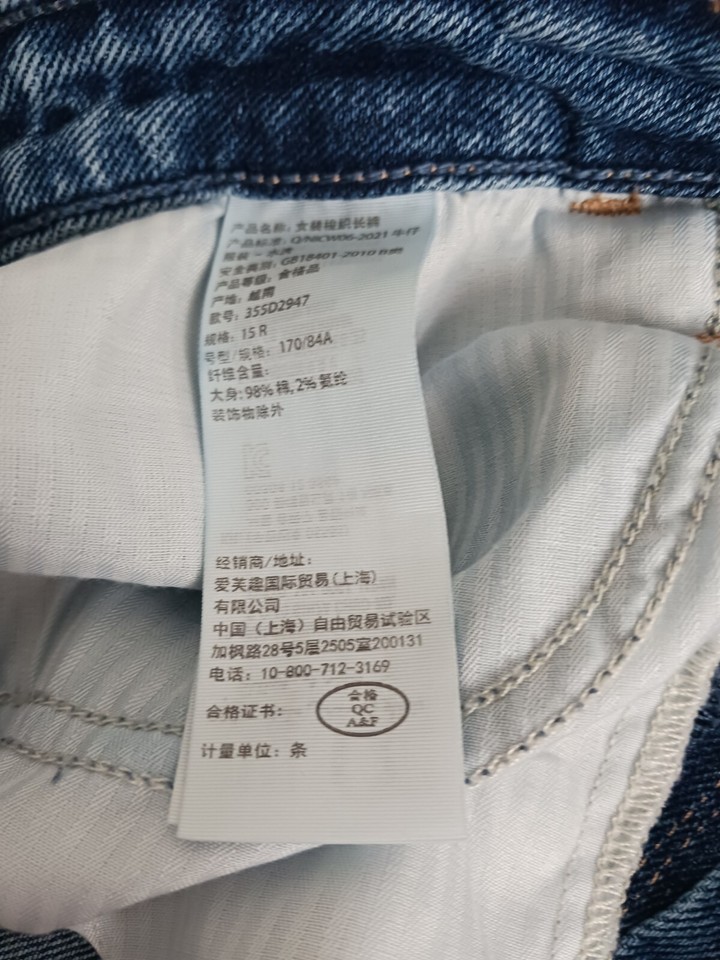 产品名称: 女裝梭织长裤
产品标准: Q/NKW06-2021 牛仔
服装 - 水洗
安全类别: GB18401-2010 B类
产品等级: 合格品
产地: 越南
款号: 355D2947
规格: 15 R
号型/规格: 170/84A
纤维含量:
大身: 98% 棉, 2% 氨纶
装饰物除外
经销商/地址:
爱芙趣国际贸易(上海)
有限公司
中国 (上海) 自由贸易试验区
加枫路28号5层2505室200131
电话: 10-800-712-3169
合格证书:
合格
QC
A&F
计量单位: 条